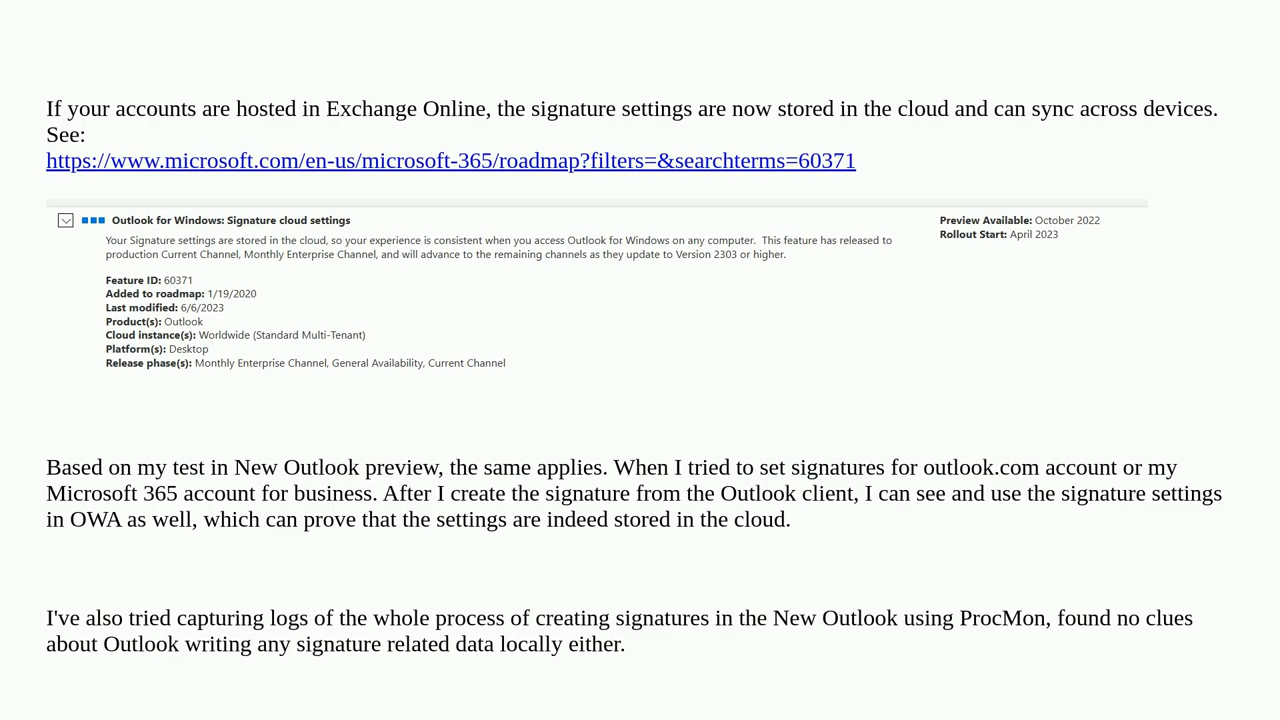 If your accounts are hosted in Exchange Online, the signature settings are now stored in the cloud and can sync across devices.
See:
https://www.microsoft.com/en-us/microsoft-365/roadmap?filters=&searchterms=60371
Outlook for Windows: Signature cloud settings
Preview Available: October 2022
Rollout Start: April 2023
Your Signature settings are stored in the cloud, so your experience is consistent when you access Outlook for Windows on any computer.  This feature has released to
production Current Channel, Monthly Enterprise Channel, and will advance to the remaining channels as they update to Version 2303 or higher.
Feature ID: 60371
Added to roadmap: 1/19/2020
Last modified: 6/6/2023
Product(s): Outlook
Cloud instance(s): Worldwide (Standard Multi-Tenant)
Platform(s): Desktop
Release phase(s): Monthly Enterprise Channel, General Availability, Current Channel
Based on my test in New Outlook preview, the same applies. When I tried to set signatures for outlook.com account or my
Microsoft 365 account for business. After I create the signature from the Outlook client, I can see and use the signature settings
in OWA as well, which can prove that the settings are indeed stored in the cloud.
I've also tried capturing logs of the whole process of creating signatures in the New Outlook using ProcMon, found no clues
about Outlook writing any signature related data locally either.